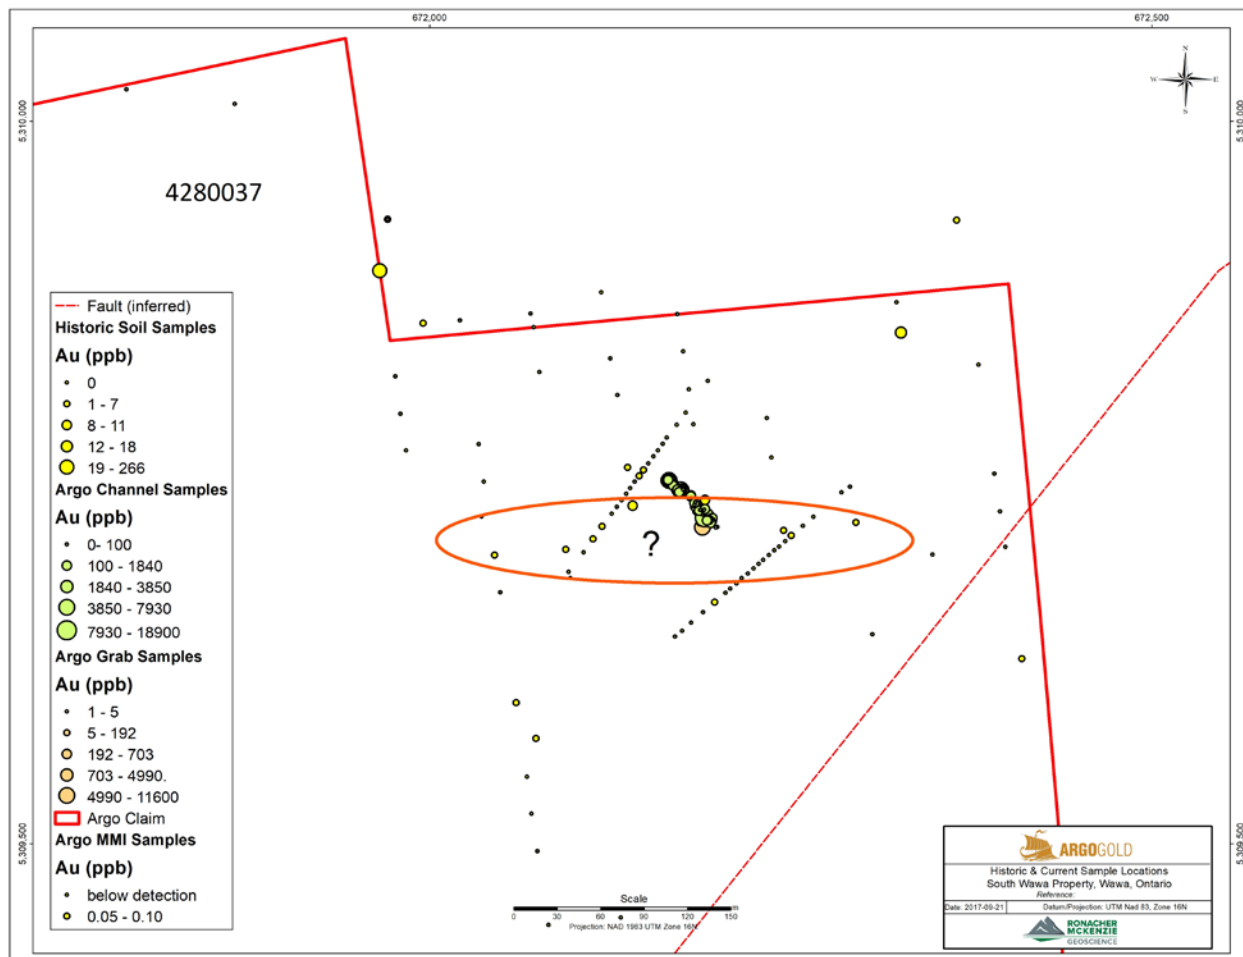 672,000
672,500
5,310,000
5,310,000
N
W
E
S
4280037
Fault (inferred)
Historic Soil Samples
Au (ppb)
0
1 - 7
8 - 11
12 - 18
19 - 266
Argo Channel Samples
Au (ppb)
0- 100
100 - 1840
1840 - 3850
3850 - 7930
7930 - 18900
Argo Grab Samples
Au (ppb)
1 - 5
5 - 192
192 - 703
703 - 4990.
4990 - 11600
Argo Claim
Argo MMI Samples
Au (ppb)
below detection
0.05 - 0.10
?
5,309,500
5,309,500
Scale
0 30 60 90 120 150
m
Projection: NAD 1983 UTM Zone 16N
ARGOGOLD
Historic & Current Sample Locations
South Wawa Property, Wawa, Ontario
Reference:
Date: 2017-09-21 Datum/Projection: UTM Nad 83, Zone 16N
RONACHER
MCKENZIE
GEOSCIENCE